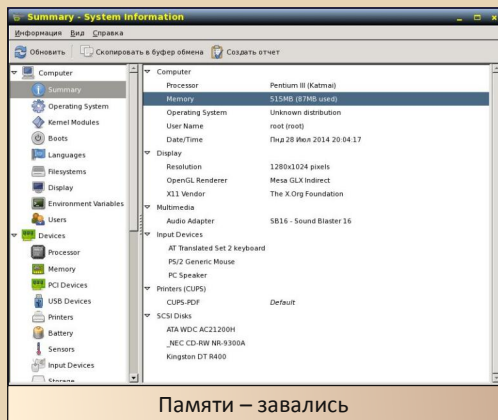 Summary - System Information
Информация Вид Справка
Обновить Скопировать в буфер обмена Создать отчет
Computer
Summary
Operating System
Kernel Modules
Boots
Languages
Filesystems
Display
Environment Variables
Users
Devices
Processor
Memory
PCI Devices
USB Devices
Printers
Battery
Sensors
Input Devices
Storage
Computer
Processor Pentium III (Katmai)
Memory 515MB (87MB used)
Operating System Unknown distribution
User Name root (root)
Date/Time Пнд 28 Июл 2014 20:04:17
Display
Resolution 1280x1024 pixels
OpenGL Renderer Mesa GLX Indirect
X11 Vendor The X.Org Foundation
Multimedia
Audio Adapter SB16 - Sound Blaster 16
Input Devices
AT Translated Set 2 keyboard
PS/2 Generic Mouse
PC Speaker
Printers (CUPS)
CUPS-PDF Default
SCSI Disks
ATA WDC AC21200H
_NEC CD-RW NR-9300A
Kingston DT R400
Памяти – завались